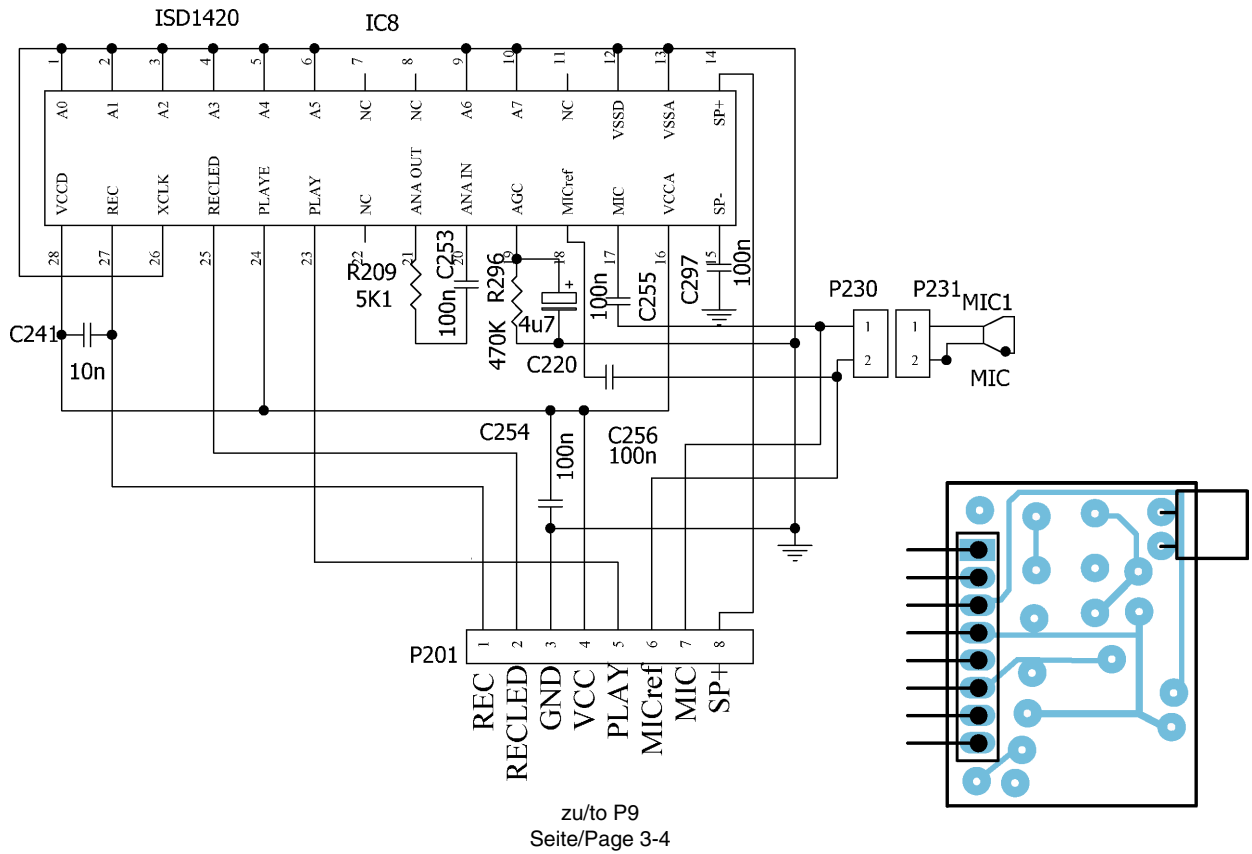 ISD1420
IC8
1 2 3 4 5 6 7 8 9 10 11 12 13 14
A0 A1 A2 A3 A4 A5 NC NC A6 A7 NC VSSD VSSA SP+
VCCD REC XCLK RECLED PLAYE PLAY NC ANA OUT ANA IN AGC MICref MIC VCCA SP-
28 27 26 25 24 23 22 21 20 19 18 17 16 15
R209
5K1
C253
100n
R296
470K
4u7
+
C220
100n
C255
C297
100n
P230
1
2
P231
1
2
MIC1
MIC
C241
10n
C254
100n
C256
100n
P201
1 2 3 4 5 6 7 8
REC
RECLED
GND
VCC
PLAY
MICref
MIC
SP+
zu/to P9
Seite/Page 3-4